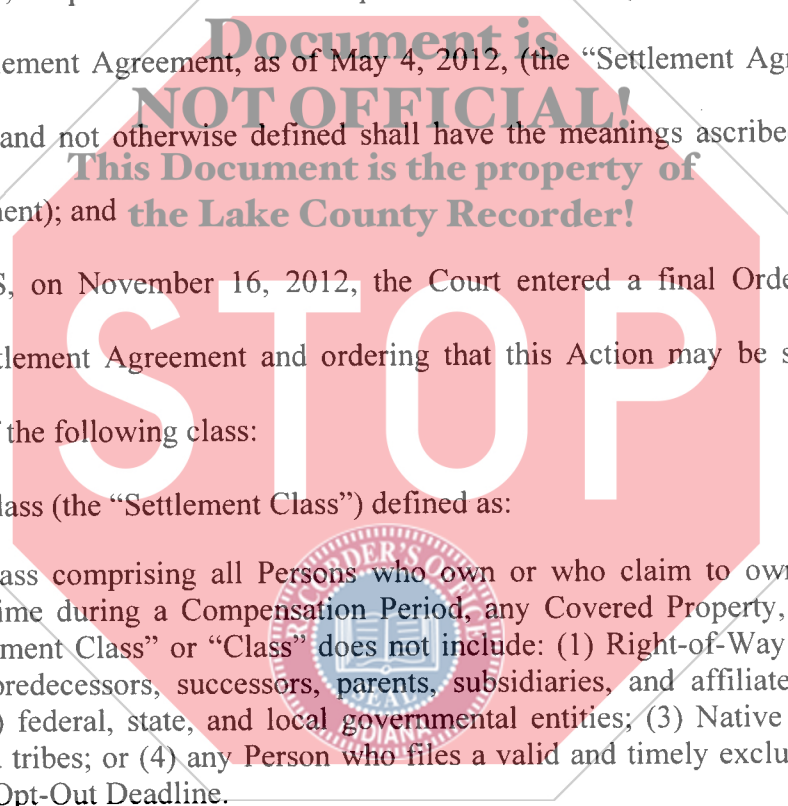 Document is
lement Agreement, as of May 4, 2012, (the “Settlement Agr
NOT OFFICIAL!
and not otherwise defined shall have the meanings ascribe
This Document is the property of
nent); and
the Lake County Recorder!
S, on November 16, 2012, the Court entered a final Orde
tlement Agreement and ordering that this Action may be s
STOP
f the following class:
lass (the “Settlement Class”) defined as:
ass comprising all Persons who own or who claim to own
ime during a Compensation Period, any Covered Property,
ment Class” or “Class” does not include: (1) Right-of-Way
predecessors, successors, parents, subsidiaries, and affiliate
) federal, state, and local governmental entities; (3) Native
tribes; or (4) any Person who files a valid and timely exclu
Opt-Out Deadline.
RECORDER'S OFFICE
SEAL
INDIANA